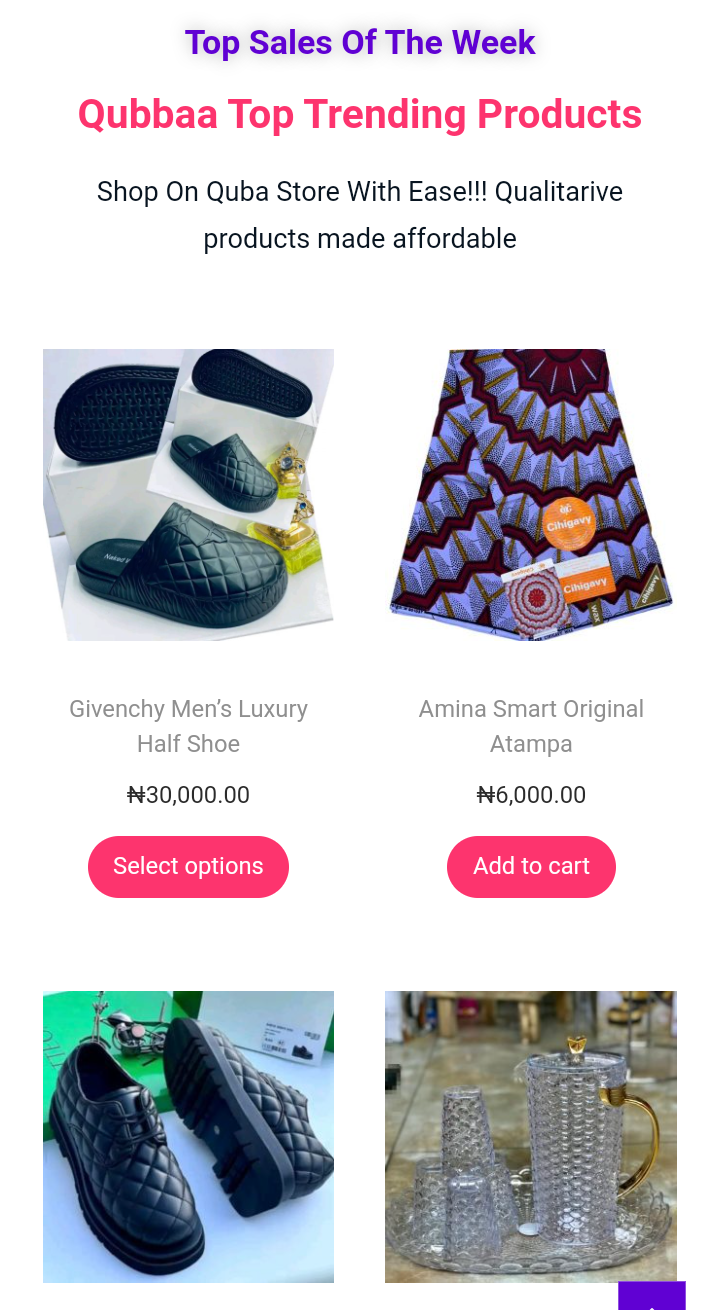 Top Sales Of The Week
Qubbaa Top Trending Products
Shop On Quba Store With Ease!!! Qualitarive
products made affordable
Cihigavy
Cihigavy
Cihigavy
WAX
Givenchy Men’s Luxury
Half Shoe
₦30,000.00
Select options
Amina Smart Original
Atampa
₦6,000.00
Add to cart